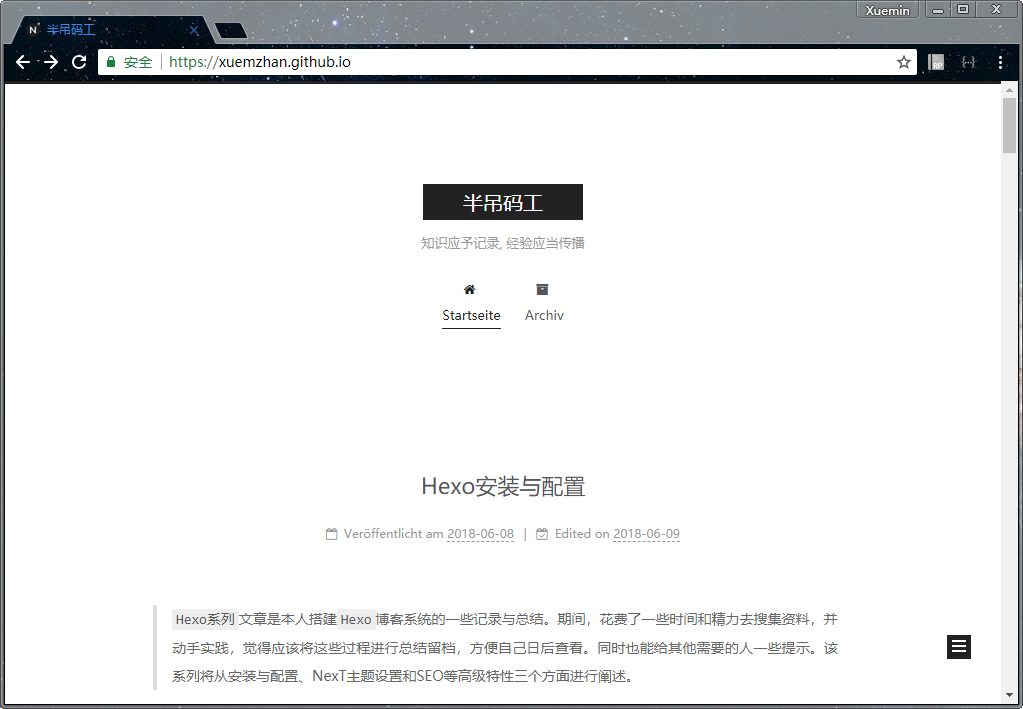 Xuemin
N 半吊码工
安全 https://xuemzhan.github.io
RP
半吊码工
知识应予记录, 经验应当传播
Startseite Archiv
Hexo安装与配置
Veröffentlicht am 2018-06-08 | Edited on 2018-06-09
Hexo系列 文章是本人搭建 Hexo 博客系统的一些记录与总结。期间，花费了一些时间和精力去搜集资料，并
动手实践，觉得应该将这些过程进行总结留档，方便自己日后查看。同时也能给其他需要的人一些提示。该
系列将从安装与配置、NexT主题设置和SEO等高级特性三个方面进行阐述。